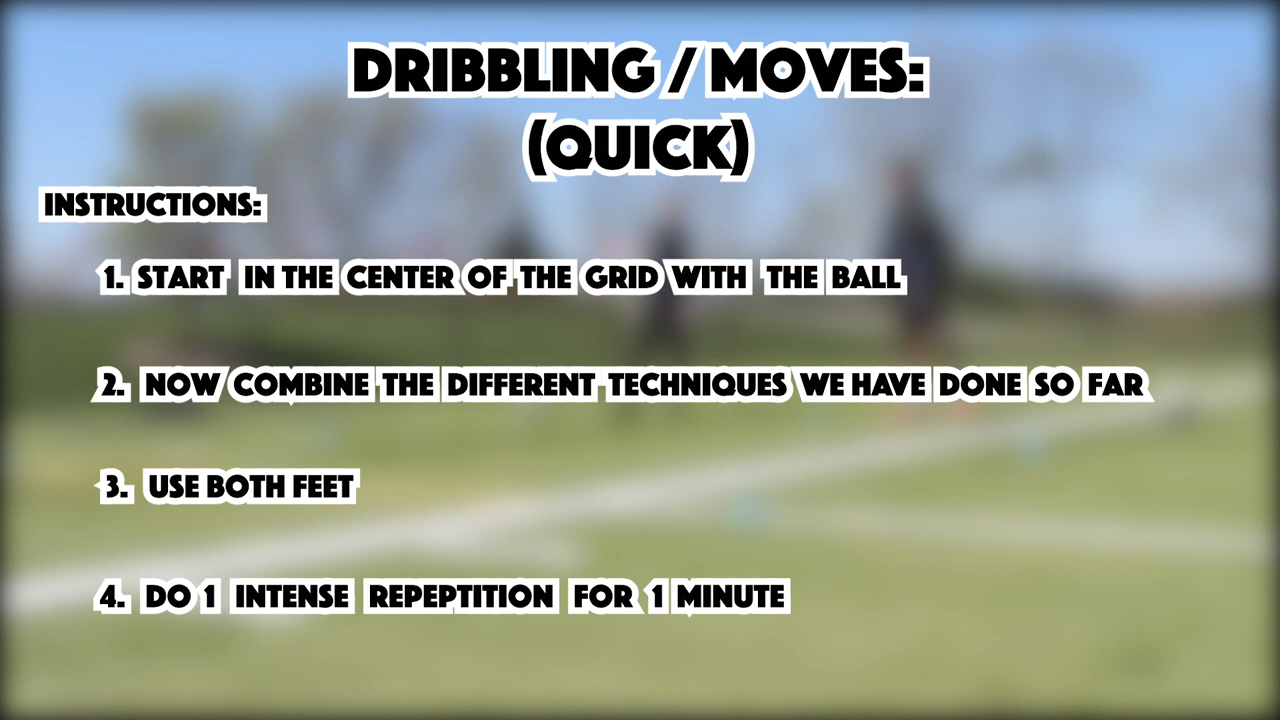 DRIBBLING / MOVES:
(QUICK)
INSTRUCTIONS:
1. START IN THE CENTER OF THE GRID WITH THE BALL
2. NOW COMBINE THE DIFFERENT TECHNIQUES WE HAVE DONE SO FAR
3. USE BOTH FEET
4. DO 1 INTENSE REPEPTITION FOR 1 MINUTE